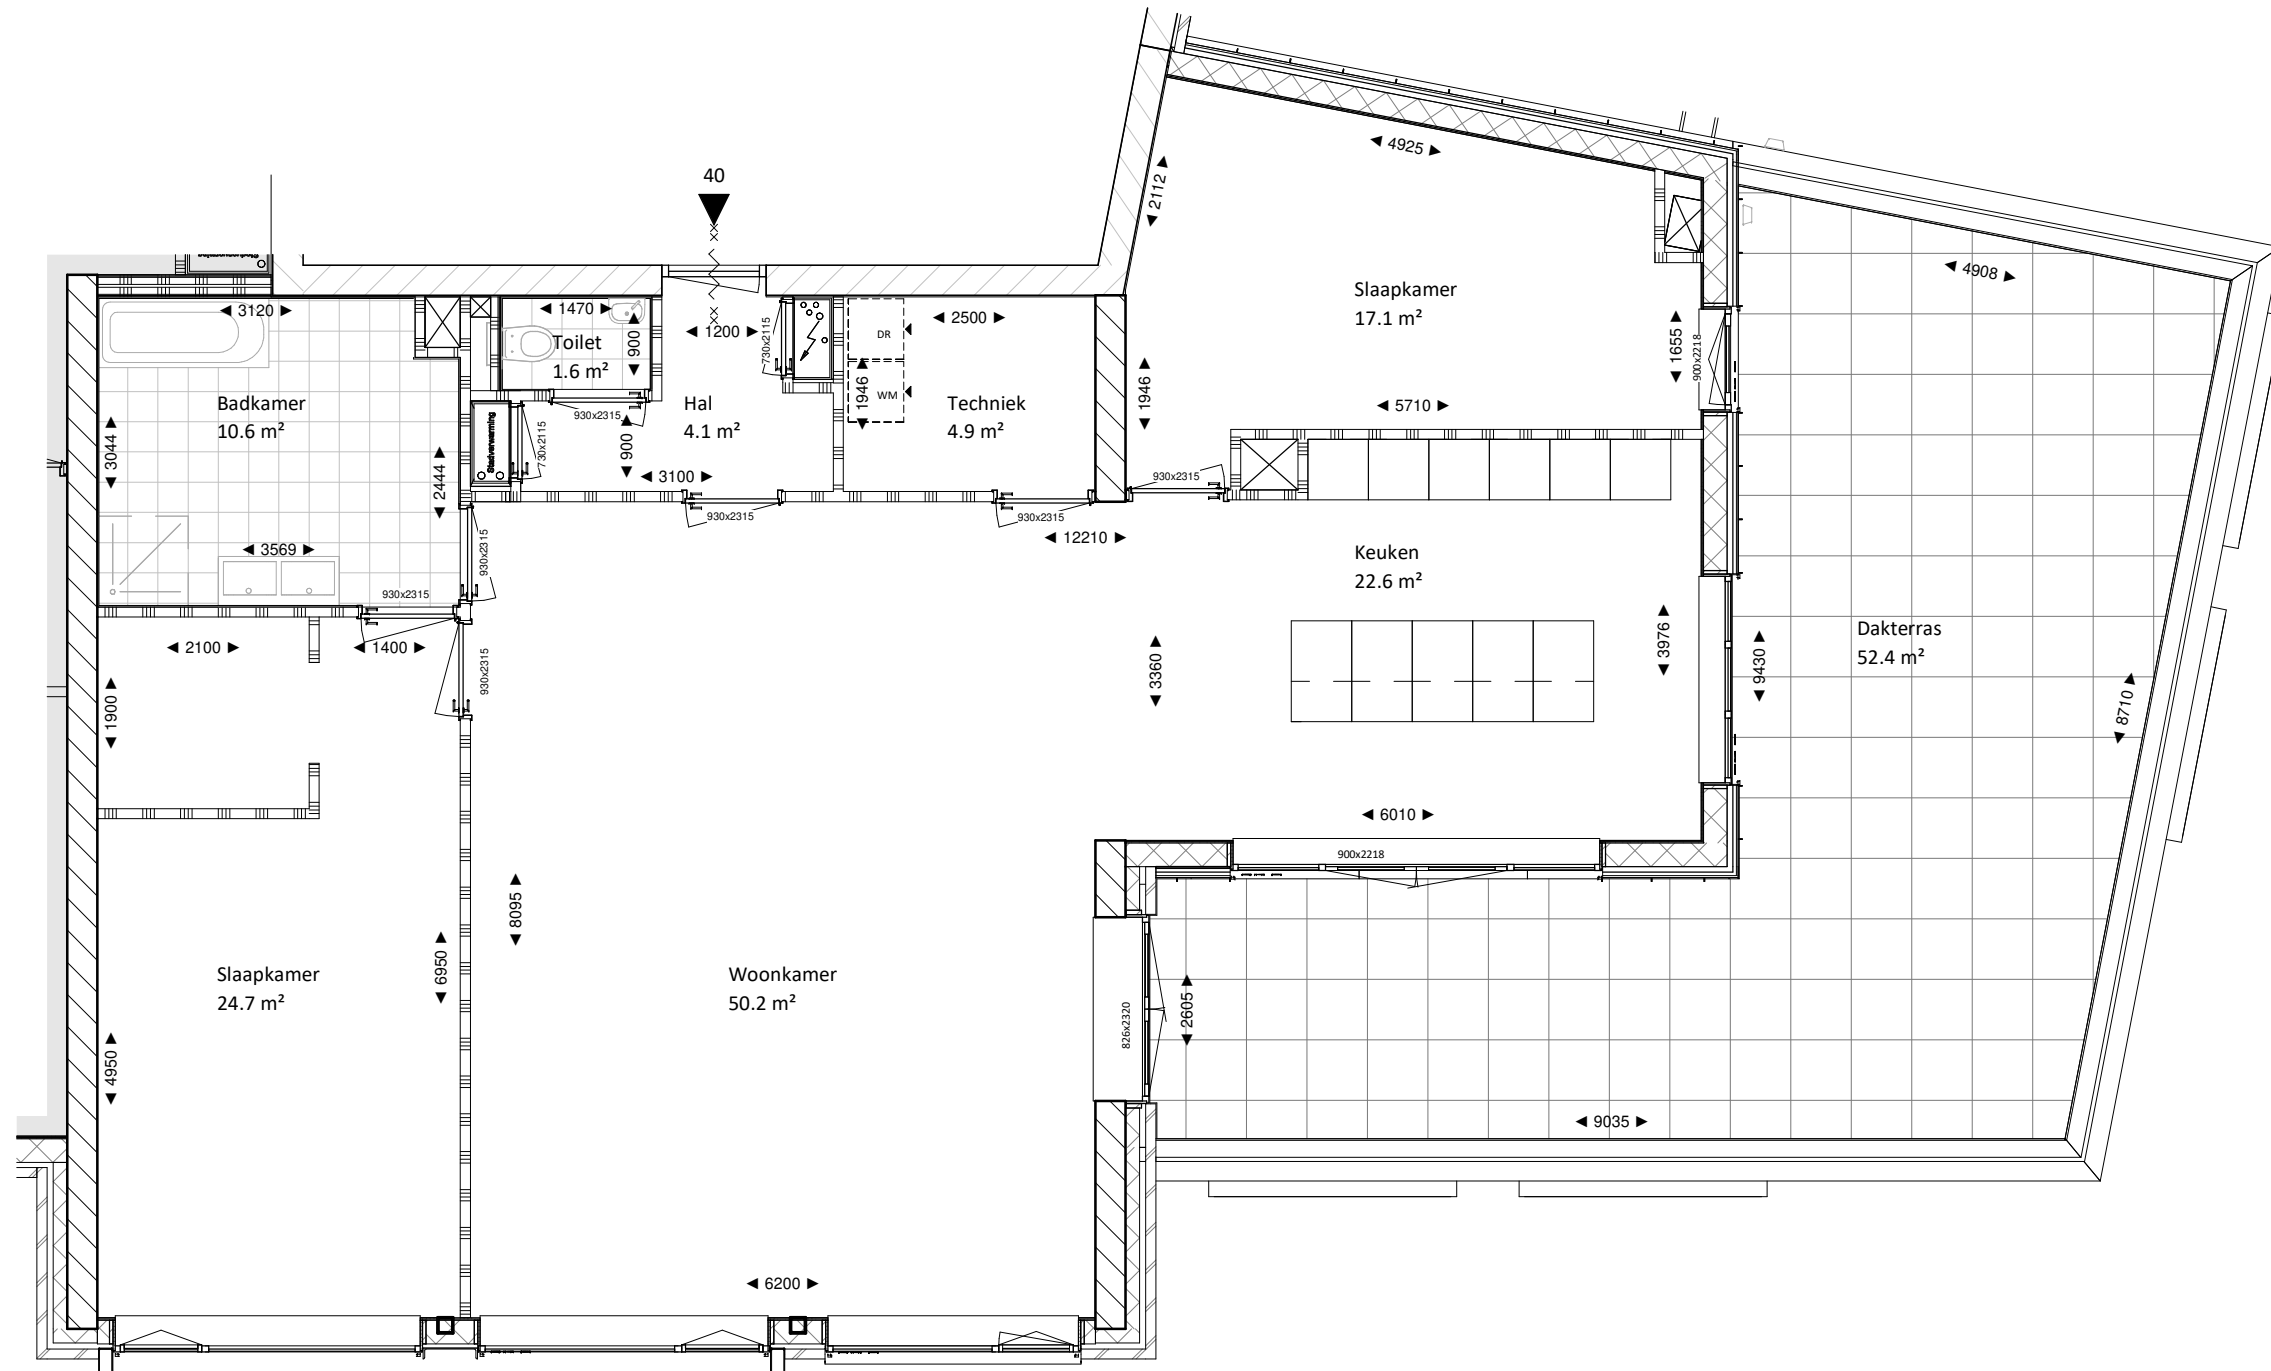 40
◄ 4925 ►
◄ 2112 ►
◄ 4908 ►
◄ 3120 ►
◄ 1470 ►
◄ 1200 ►
◄ 2500 ►
Slaapkamer
17.1 m²
Toilet
1.6 m²
◄ 900 ►
730x2115
DR
WM
◄ 1946 ►
◄ 1946 ►
◄ 1655 ►
900x2218
Badkamer
10.6 m²
Hal
4.1 m²
Techniek
4.9 m²
◄ 5710 ►
930x2315
◄ 900 ►
730x2115
Stadverwarming
◄ 3044 ►
◄ 2444 ►
◄ 3100 ►
930x2315
930x2315
930x2315
◄ 12210 ►
◄ 3569 ►
930x2315
930x2315
Keuken
22.6 m²
◄ 2100 ►
◄ 1400 ►
930x2315
◄ 1900 ►
◄ 3360 ►
◄ 3976 ►
◄ 9430 ►
Dakterras
52.4 m²
◄ 8710 ►
◄ 6010 ►
900x2218
◄ 8095 ►
◄ 6950 ►
Slaapkamer
24.7 m²
Woonkamer
50.2 m²
826x2320
◄ 2605 ►
◄ 4950 ►
◄ 9035 ►
◄ 6200 ►